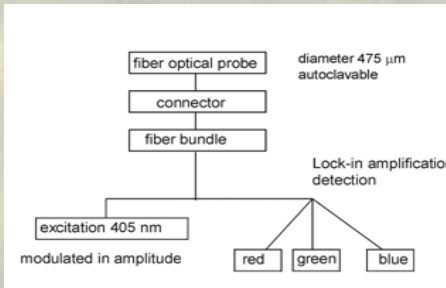 fiber optical probe
diameter 475 µm
autoclavable
connector
fiber bundle
Lock-in amplification
detection
excitation 405 nm
modulated in amplitude
red
green
blue